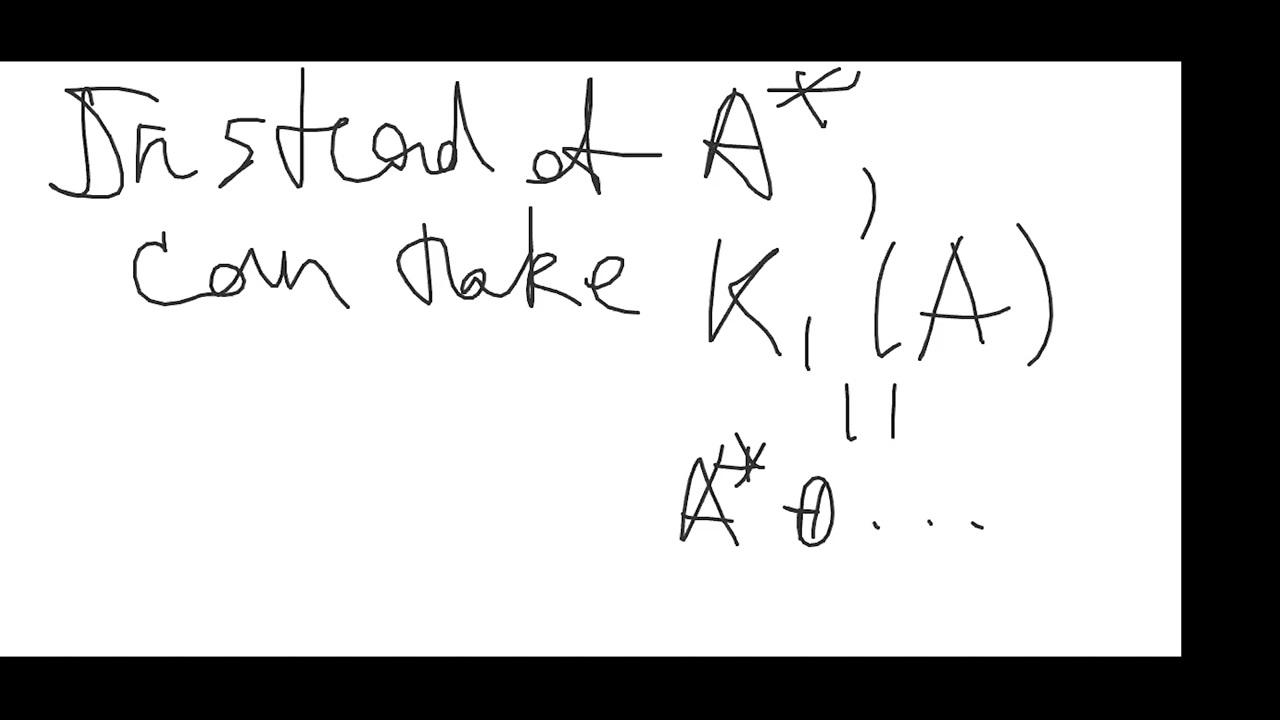 Instead of A*,
can take K₁(A)
||
A* ⊕ ...